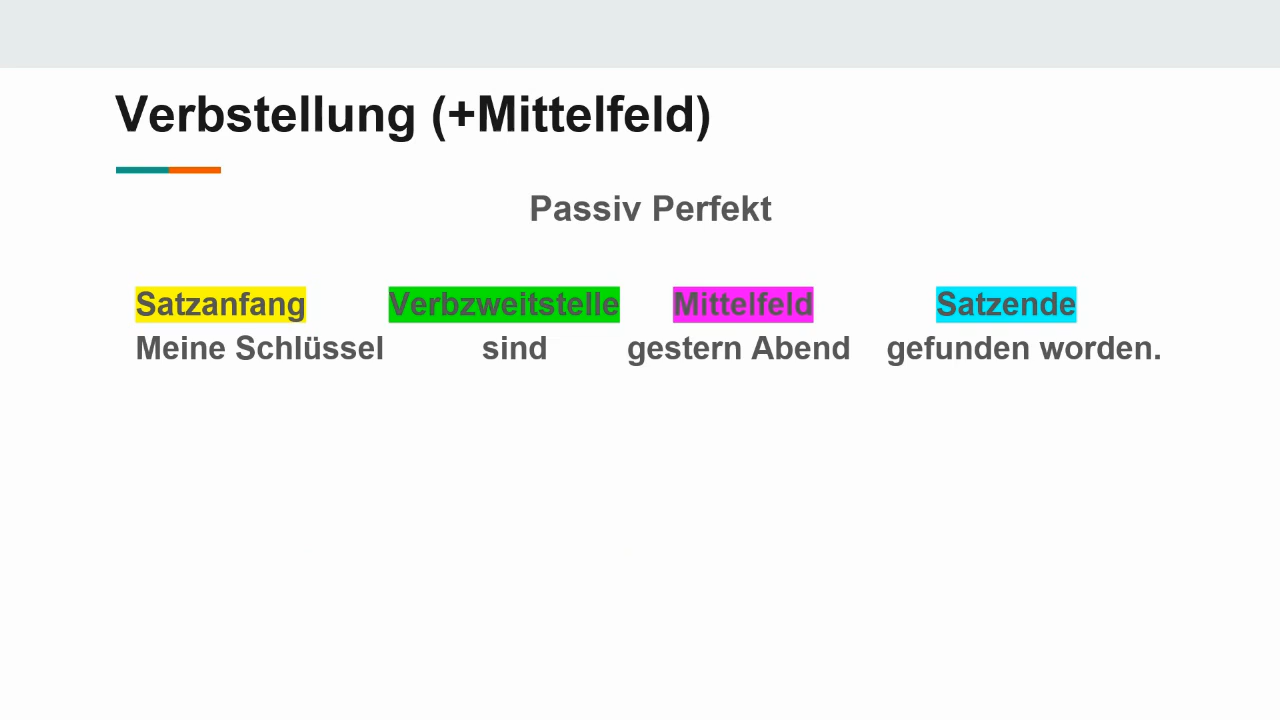 Verbstellung (+Mittelfeld)
Passiv Perfekt
Satzanfang Verbzweitstelle Mittelfeld Satzende
Meine Schlüssel sind gestern Abend gefunden worden.